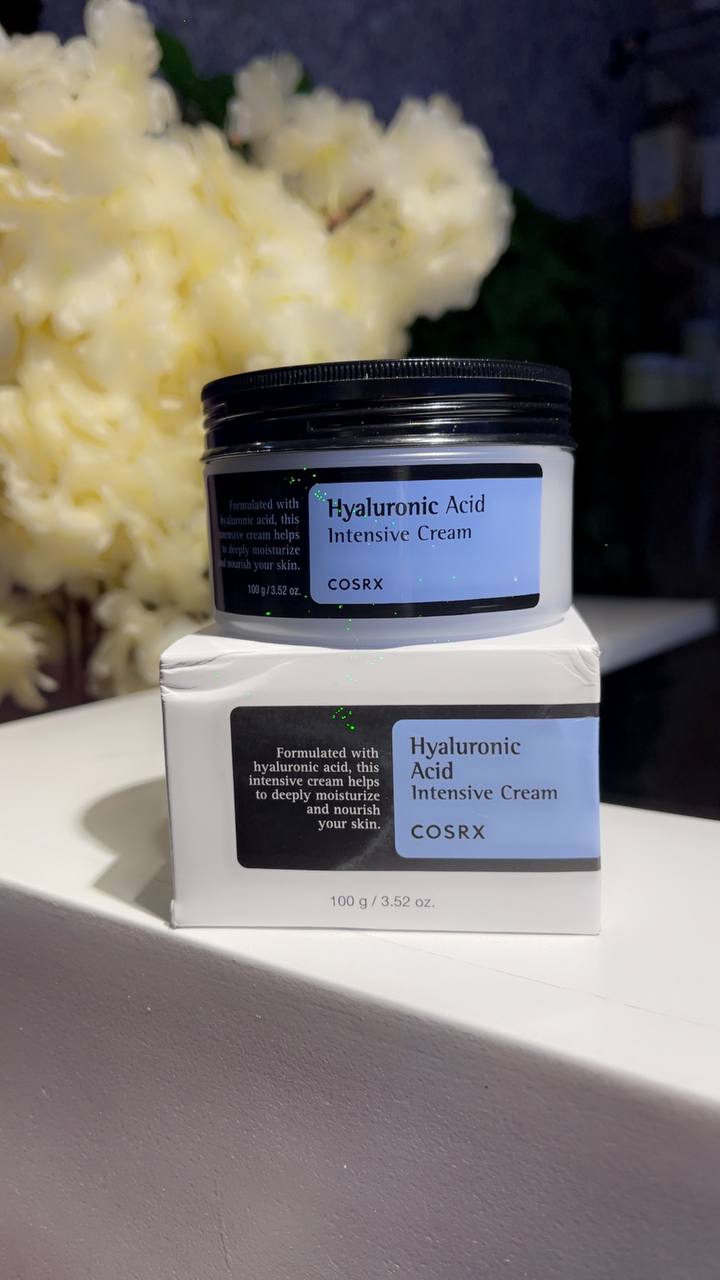 Formulated with
hyaluronic acid, this
intensive cream helps
to deeply moisturize
and nourish your skin.
100 g / 3.52 oz.
Hyaluronic Acid
Intensive Cream
COSRX
Formulated with
hyaluronic acid, this
intensive cream helps
to deeply moisturize
and nourish
your skin.
Hyaluronic
Acid
Intensive Cream
COSRX
100 g / 3.52 oz.